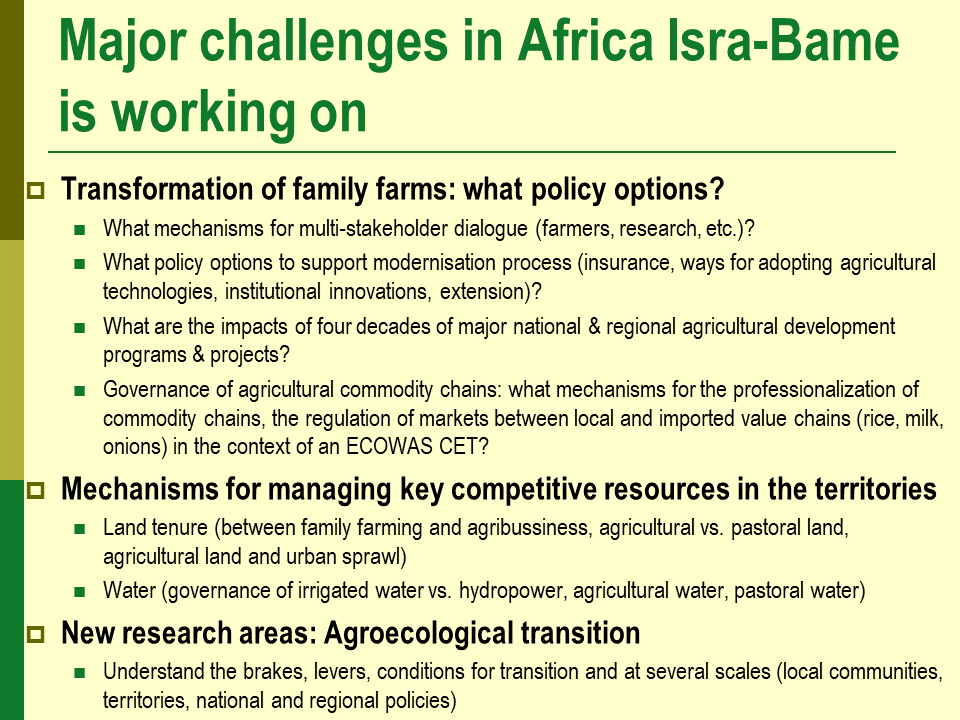 Major challenges in Africa Isra-Bame
is working on
Transformation of family farms: what policy options?
What mechanisms for multi-stakeholder dialogue (farmers, research, etc.)?
What policy options to support modernisation process (insurance, ways for adopting agricultural
technologies, institutional innovations, extension)?
What are the impacts of four decades of major national & regional agricultural development
programs & projects?
Governance of agricultural commodity chains: what mechanisms for the professionalization of
commodity chains, the regulation of markets between local and imported value chains (rice, milk,
onions) in the context of an ECOWAS CET?
Mechanisms for managing key competitive resources in the territories
Land tenure (between family farming and agribussiness, agricultural vs. pastoral land,
agricultural land and urban sprawl)
Water (governance of irrigated water vs. hydropower, agricultural water, pastoral water)
New research areas: Agroecological transition
Understand the brakes, levers, conditions for transition and at several scales (local communities,
territories, national and regional policies)